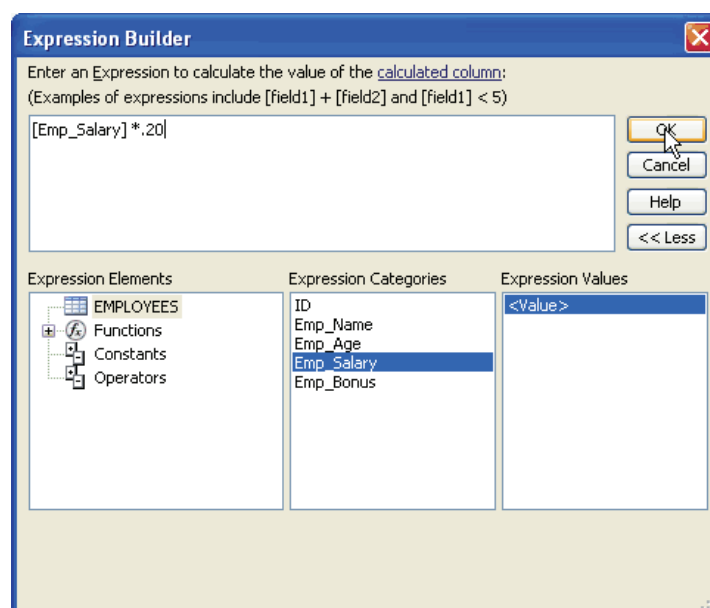 Expression Builder
Enter an Expression to calculate the value of the calculated column:
(Examples of expressions include [field1] + [field2] and [field1] < 5)
[Emp_Salary] *.20
OK
Cancel
Help
<< Less
Expression Elements
EMPLOYEES
Functions
Constants
Operators
Expression Categories
ID
Emp_Name
Emp_Age
Emp_Salary
Emp_Bonus
Expression Values
<Value>